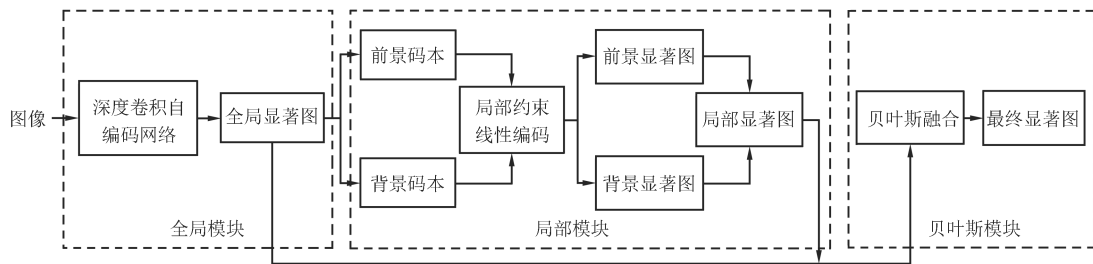 图像
深度卷积自
编码网络
全局显著图
全局模块
前景码本
背景码本
局部约束
线性编码
前景显著图
背景显著图
局部显著图
局部模块
贝叶斯融合
最终显著图
贝叶斯模块